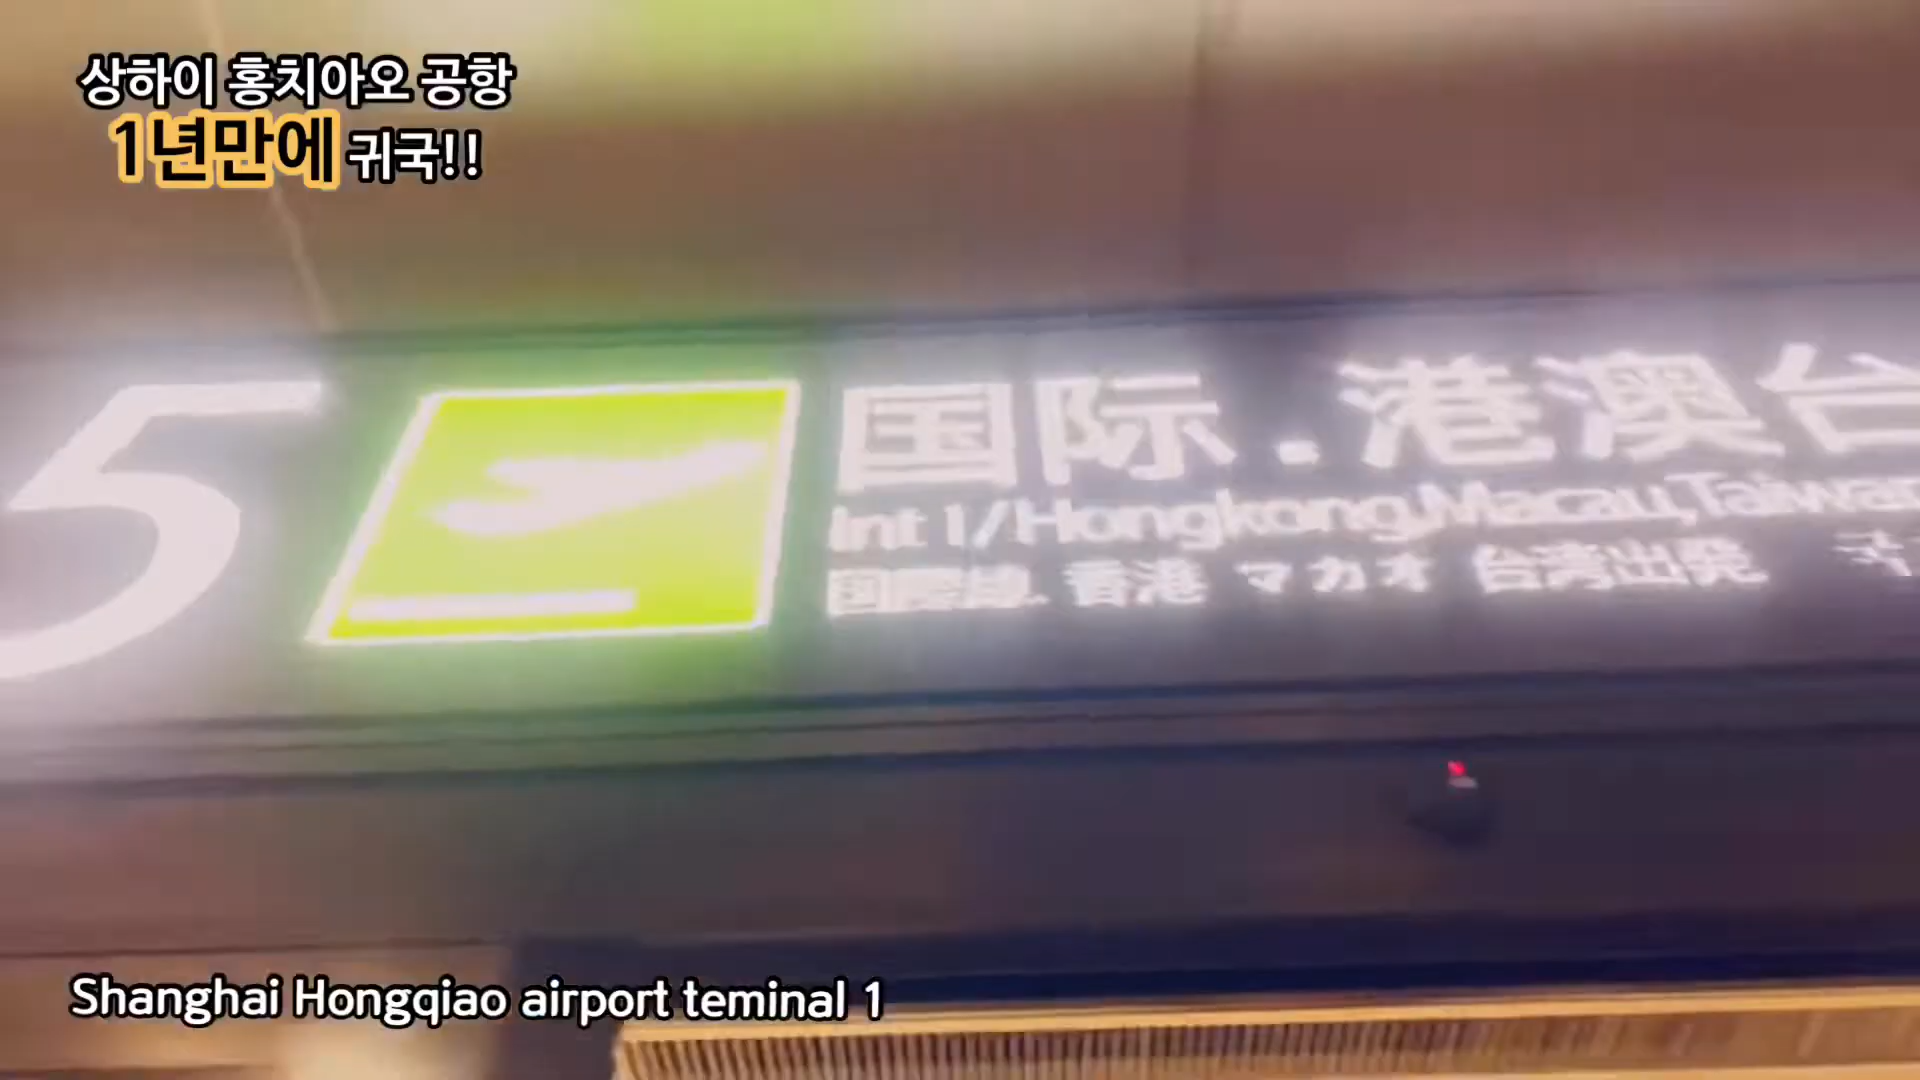 상하이 홍치아오 공항
1년만에 귀국!!
5
国际.港澳台
Int'l/Hongkong,Macau,Taiwan
国際線. 香港 マカオ 台湾出発
Shanghai Hongqiao airport teminal 1